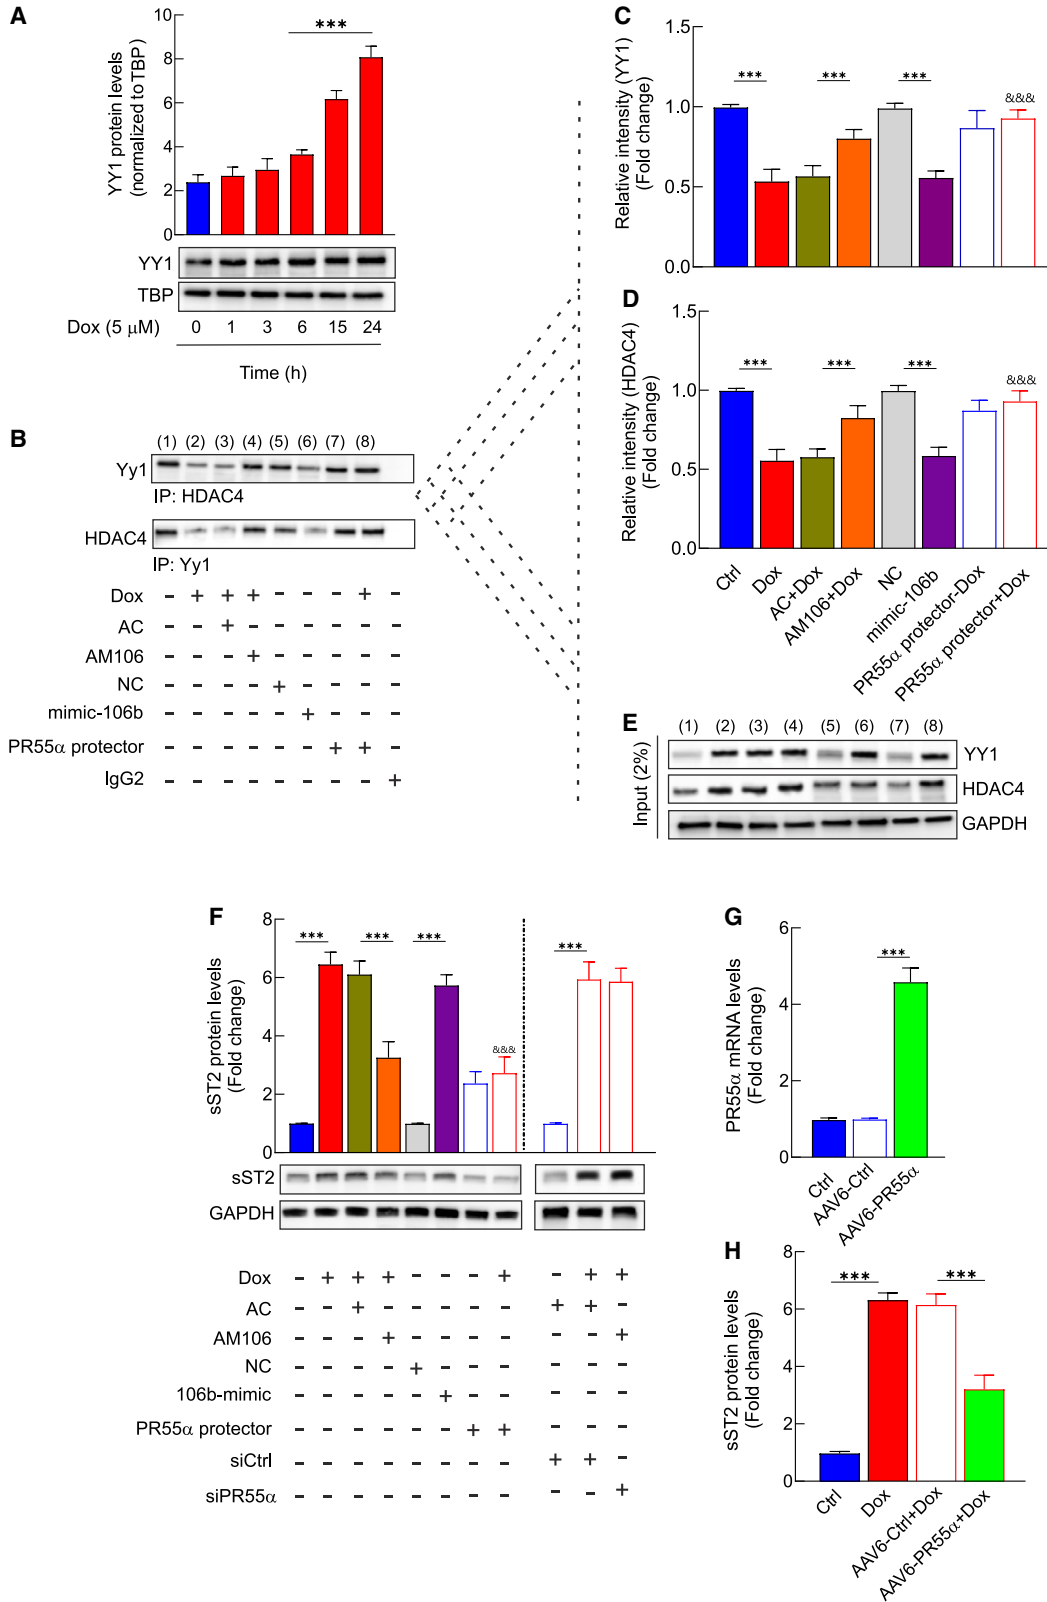 A
YY1 protein levels
(normalized to TBP)
10
8
6
4
2
0
***
YY1
TBP
Dox (5 µM)
0 1 3 6 15 24
Time (h)
B
(1) (2) (3) (4) (5) (6) (7) (8)
Yy1
IP: HDAC4
HDAC4
IP: Yy1
Dox - + + + - - - + -
AC - - + - - - - - -
AM106 - - - + - - - - -
NC - - - - + - - - -
mimic-106b - - - - - + - - -
PR55α protector - - - - - - + + -
IgG2 - - - - - - - - +
C
Relative intensity (YY1)
(Fold change)
1.5
1.0
0.5
0.0
*** *** *** &&&
D
Relative intensity (HDAC4)
(Fold change)
1.5
1.0
0.5
0.0
*** *** *** &&&
Ctrl
Dox
AC+Dox
AM106+Dox
NC
mimic-106b
PR55α protector-Dox
PR55α protector+Dox
E
(1) (2) (3) (4) (5) (6) (7) (8)
Input (2%)
YY1
HDAC4
GAPDH
F
sST2 protein levels
(Fold change)
8
6
4
2
0
*** *** *** &&& ***
sST2
GAPDH
Dox - + + + - - - + - + +
AC - - + - - - - - + + -
AM106 - - - + - - - - - - +
NC - - - - + - - - - - -
106b-mimic - - - - - + - - - - -
PR55α protector - - - - - - + + - - -
siCtrl - - - - - - - - + + -
siPR55α - - - - - - - - - - +
G
PR55α mRNA levels
(Fold change)
6
4
2
0
***
Ctrl
AAV6-Ctrl
AAV6-PR55α
H
sST2 protein levels
(Fold change)
8
6
4
2
0
*** ***
Ctrl
Dox
AAV6-Ctrl+Dox
AAV6-PR55α+Dox